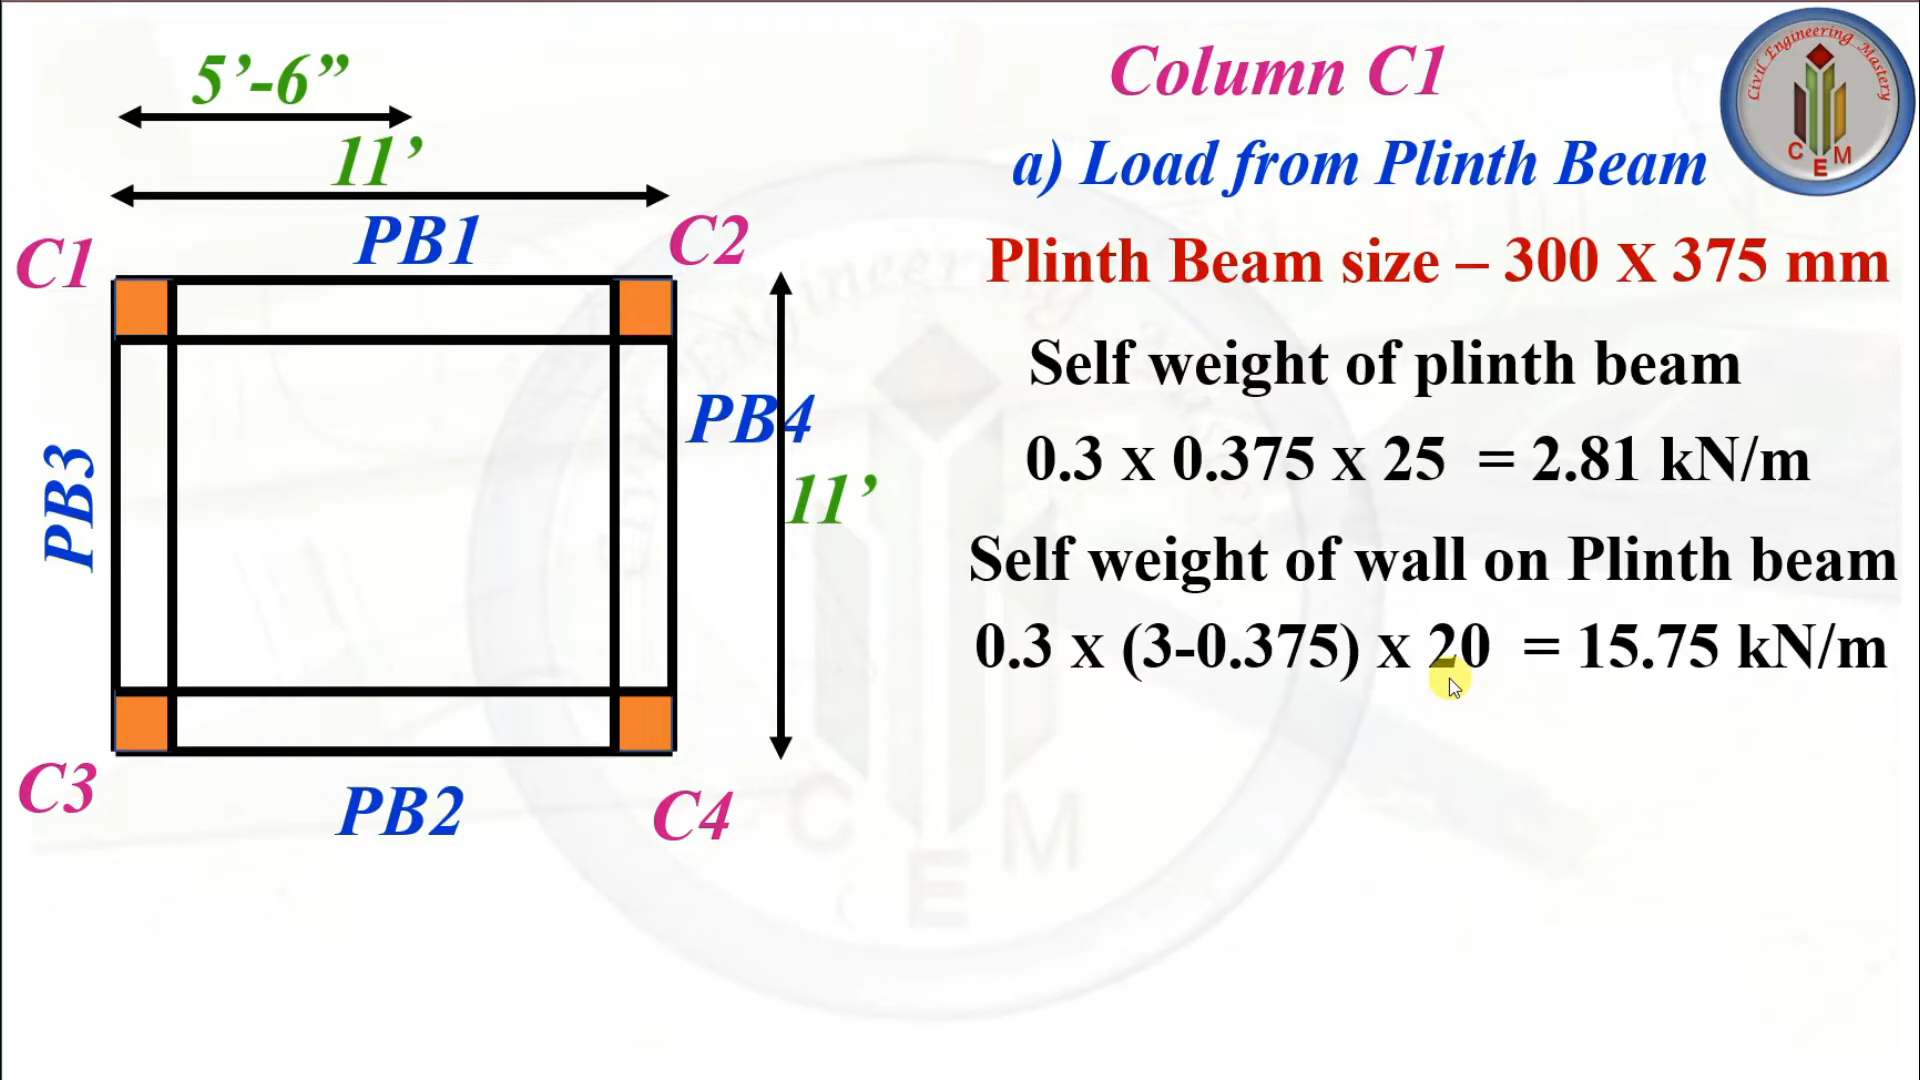 5’-6”
11’
PB1
C1
C2
PB4
11’
PB3
C3
PB2
C4
Column C1
a) Load from Plinth Beam
Plinth Beam size – 300 X 375 mm
Self weight of plinth beam
0.3 X 0.375 X 25 = 2.81 kN/m
Self weight of wall on Plinth beam
0.3 X (3-0.375) X 20 = 15.75 kN/m
Civil Engineering Mastery
C E M
C E M